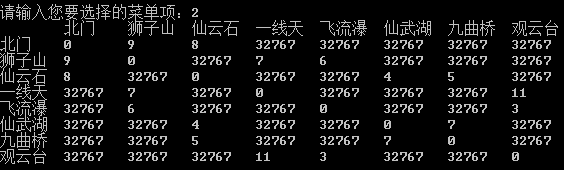 请输入您要选择的菜单项：2
北门 狮子山 仙云石 一线天 飞流瀑 仙武湖 九曲桥 观云台
北门 0 9 8 32767 32767 32767 32767 32767
狮子山 9 0 32767 7 6 32767 32767 32767
仙云石 8 32767 0 32767 32767 4 5 32767
一线天 32767 7 32767 0 32767 32767 32767 11
飞流瀑 32767 6 32767 32767 0 32767 32767 3
仙武湖 32767 32767 4 32767 32767 0 7 32767
九曲桥 32767 32767 5 32767 32767 7 0 32767
观云台 32767 32767 32767 11 3 32767 32767 0